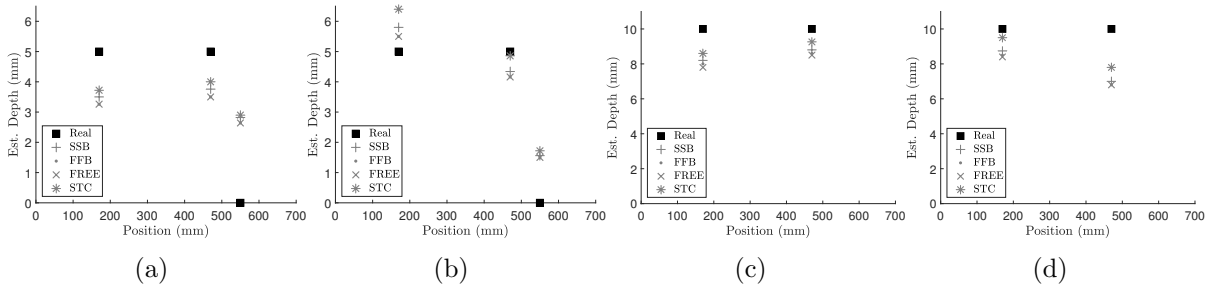 Est. Depth (mm)
6
5
4
3
2
1
0
Real
SSB
FFB
FREE
STC
0 100 200 300 400 500 600 700
Position (mm)
(a)
Est. Depth (mm)
6
5
4
3
2
1
0
Real
SSB
FFB
FREE
STC
0 100 200 300 400 500 600 700
Position (mm)
(b)
Est. Depth (mm)
10
8
6
4
2
0
Real
SSB
FFB
FREE
STC
0 100 200 300 400 500 600 700
Position (mm)
(c)
Est. Depth (mm)
10
8
6
4
2
0
Real
SSB
FFB
FREE
STC
0 100 200 300 400 500 600 700
Position (mm)
(d)